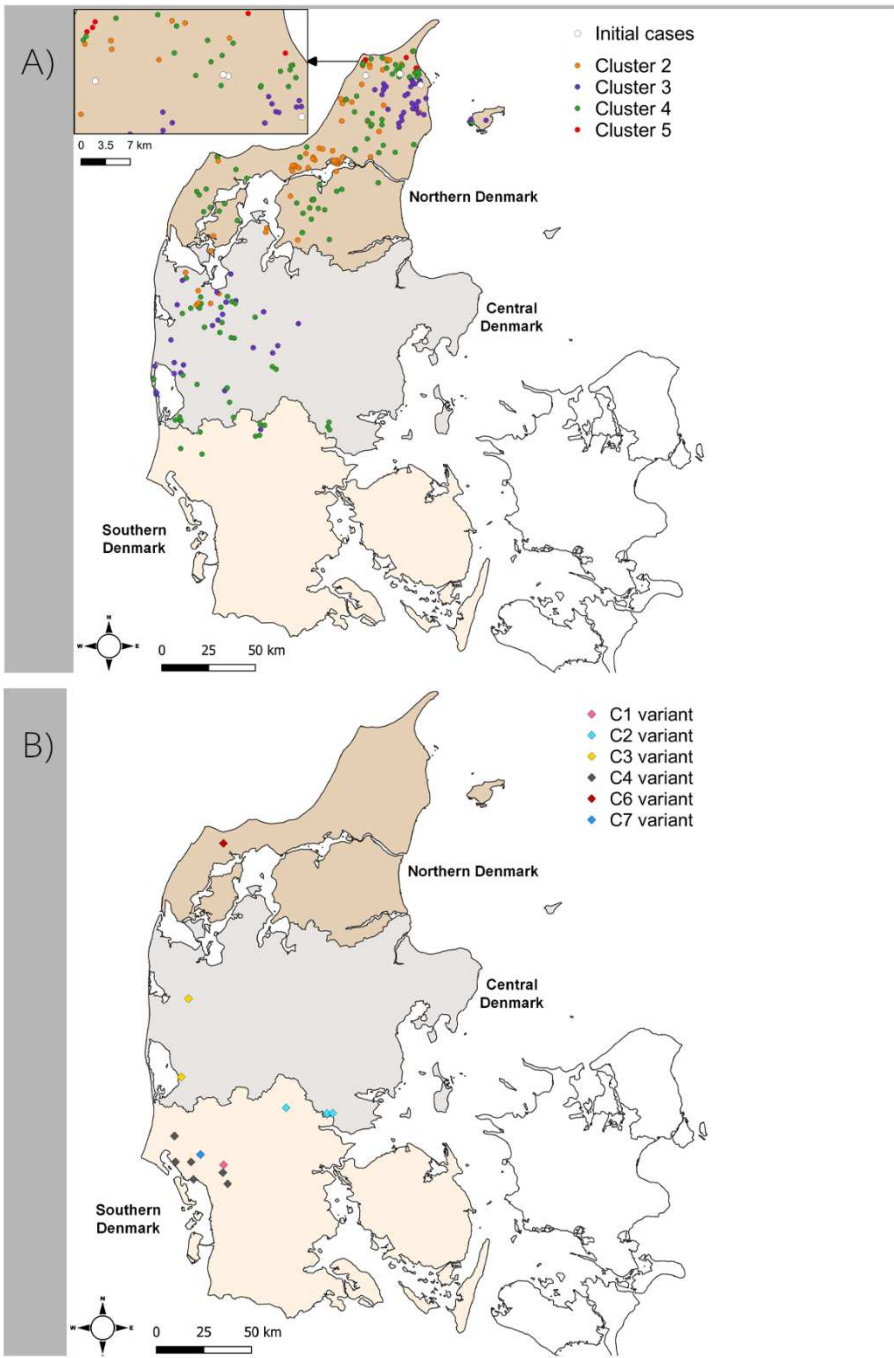 A)
Initial cases
Cluster 2
Cluster 3
Cluster 4
Cluster 5
0 3.5 7 km
Northern Denmark
Central
Denmark
Southern
Denmark
N
W E
S
0 25 50 km
B)
C1 variant
C2 variant
C3 variant
C4 variant
C6 variant
C7 variant
Northern Denmark
Central
Denmark
Southern
Denmark
N
W E
S
0 25 50 km